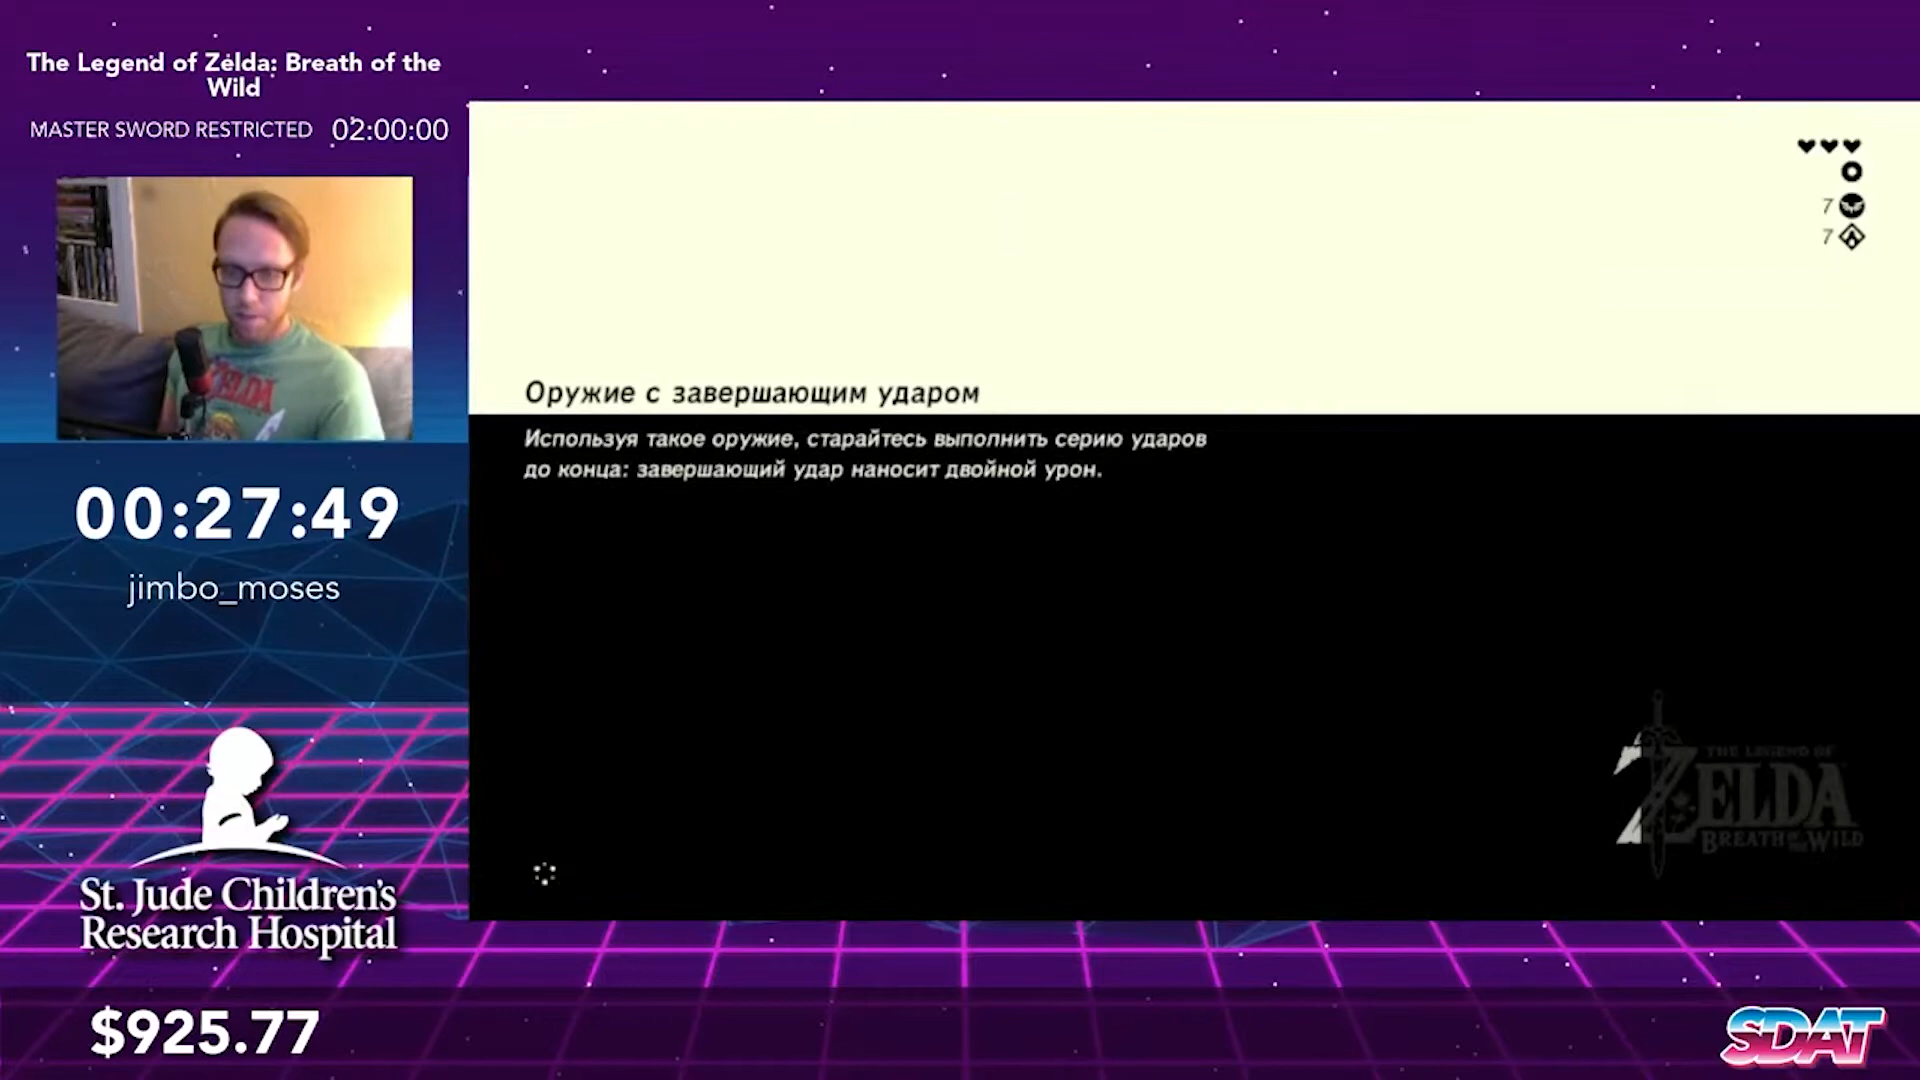 The Legend of Zelda: Breath of the
Wild
MASTER SWORD RESTRICTED 02:00:00
7
7
ZELDA
Оружие с завершающим ударом
Используя такое оружие, старайтесь выполнить серию ударов
до конца: завершающий удар наносит двойной урон.
00:27:49
jimbo_moses
THE LEGEND OF
ZELDA
BREATH OF THE WILD
St. Jude Children's
Research Hospital
$925.77
SDAT